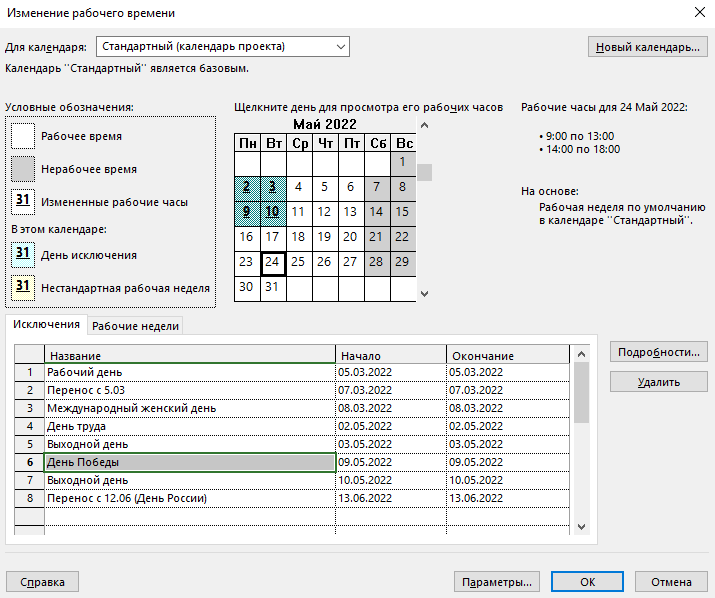 Изменение рабочего времени
Для календаря: Стандартный (календарь проекта) Новый календарь...
Календарь ''Стандартный'' является базовым.
Условные обозначения:
Рабочее время
Нерабочее время
31 Измененные рабочие часы
В этом календаре:
31 День исключения
31 Нестандартная рабочая неделя
Щелкните день для просмотра его рабочих часов
Май 2022
Пн Вт Ср Чт Пт Сб Вс
1
2 3 4 5 6 7 8
9 10 11 12 13 14 15
16 17 18 19 20 21 22
23 24 25 26 27 28 29
30 31
Рабочие часы для 24 Май 2022:
• 9:00 по 13:00
• 14:00 по 18:00
На основе:
Рабочая неделя по умолчанию
в календаре ''Стандартный''.
Исключения Рабочие недели
Название Начало Окончание
1 Рабочий день 05.03.2022 05.03.2022
2 Перенос с 5.03 07.03.2022 07.03.2022
3 Международный женский день 08.03.2022 08.03.2022
4 День труда 02.05.2022 02.05.2022
5 Выходной день 03.05.2022 03.05.2022
6 День Победы 09.05.2022 09.05.2022
7 Выходной день 10.05.2022 10.05.2022
8 Перенос с 12.06 (День России) 13.06.2022 13.06.2022
Подробности...
Удалить
Справка Параметры... ОК Отмена